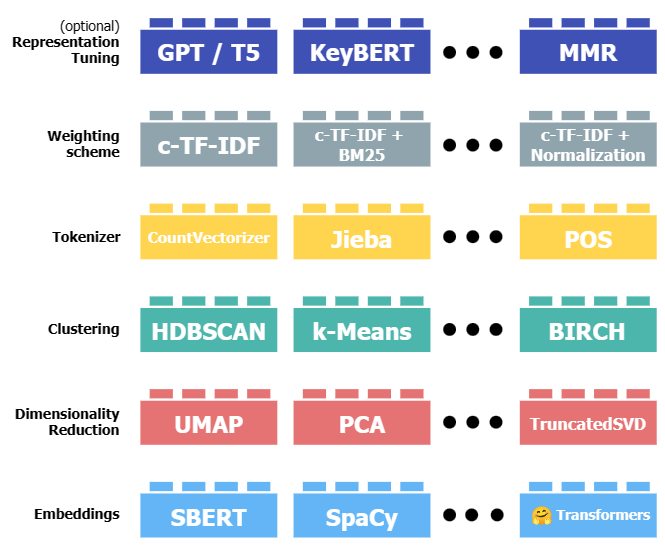 (optional)
Representation
Tuning
GPT / T5
KeyBERT
MMR
Weighting
scheme
c-TF-IDF
c-TF-IDF +
BM25
c-TF-IDF +
Normalization
Tokenizer
CountVectorizer
Jieba
POS
Clustering
HDBSCAN
k-Means
BIRCH
Dimensionality
Reduction
UMAP
PCA
TruncatedSVD
Embeddings
SBERT
SpaCy
🤗 Transformers